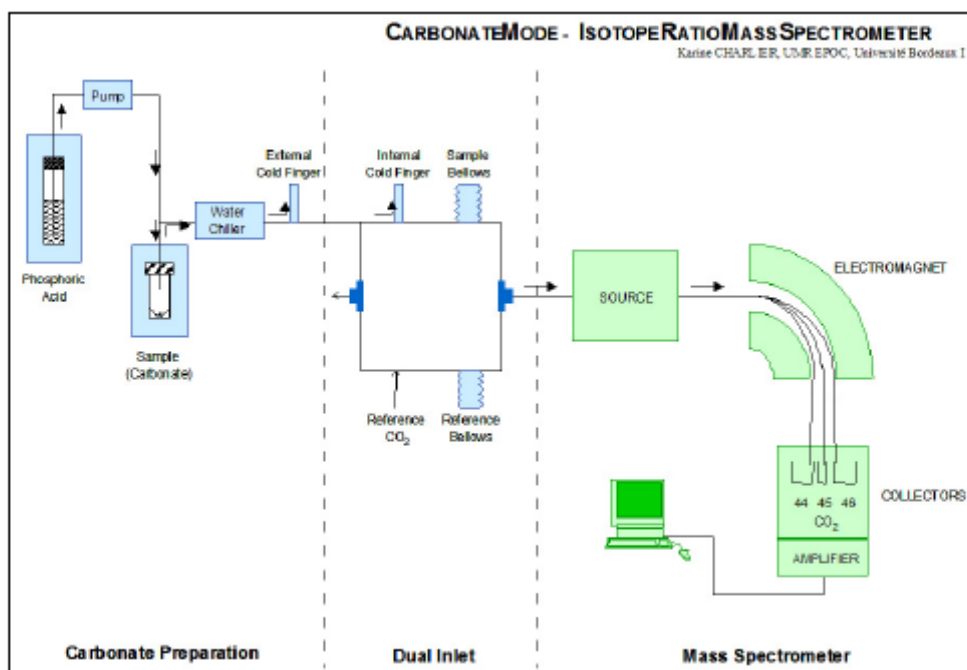 CARBONATEMODE - ISOTOPERATIOMASSSPECTROMETER
Karine CHARLIER, UMR EPOC, Université Bordeaux I
Pump
External
Cold Finger
Internal
Cold Finger
Sample
Bellows
Water
Chiller
Phosphoric
Acid
Sample
(Carbonate)
Reference
CO2
Reference
Bellows
SOURCE
ELECTROMAGNET
44 45 46
CO2
COLLECTORS
AMPLIFIER
Carbonate Preparation
Dual Inlet
Mass Spectrometer